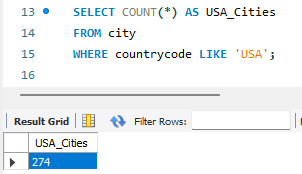 13 SELECT COUNT(*) AS USA_Cities
14 FROM city
15 WHERE countrycode LIKE 'USA';
16
Result Grid Filter Rows:
USA_Cities
274